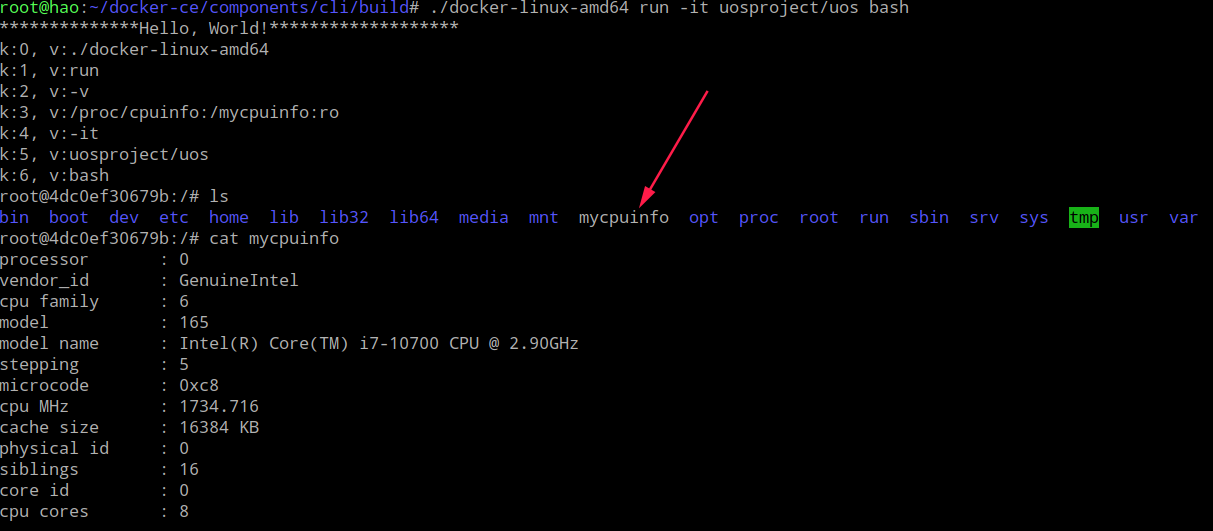 root@hao:~/docker-ce/components/cli/build# ./docker-linux-amd64 run -it uosproject/uos bash
**************Hello, World!*******************
k:0, v:./docker-linux-amd64
k:1, v:run
k:2, v:-v
k:3, v:/proc/cpuinfo:/mycpuinfo:ro
k:4, v:-it
k:5, v:uosproject/uos
k:6, v:bash
root@4dc0ef30679b:/# ls
bin  boot  dev  etc  home  lib  lib32  lib64  media  mnt  mycpuinfo  opt  proc  root  run  sbin  srv  sys  tmp  usr  var
root@4dc0ef30679b:/# cat mycpuinfo
processor       : 0
vendor_id       : GenuineIntel
cpu family      : 6
model           : 165
model name      : Intel(R) Core(TM) i7-10700 CPU @ 2.90GHz
stepping        : 5
microcode       : 0xc8
cpu MHz         : 1734.716
cache size      : 16384 KB
physical id     : 0
siblings        : 16
core id         : 0
cpu cores       : 8